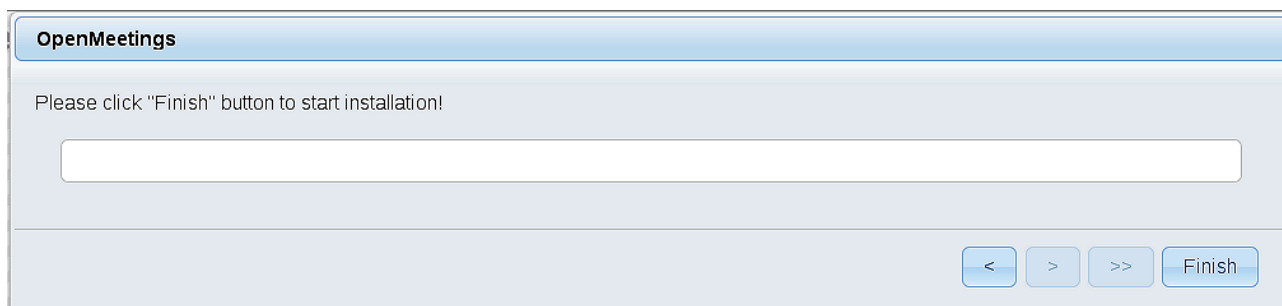 OpenMeetings
Please click "Finish" button to start installation!
< > >> Finish